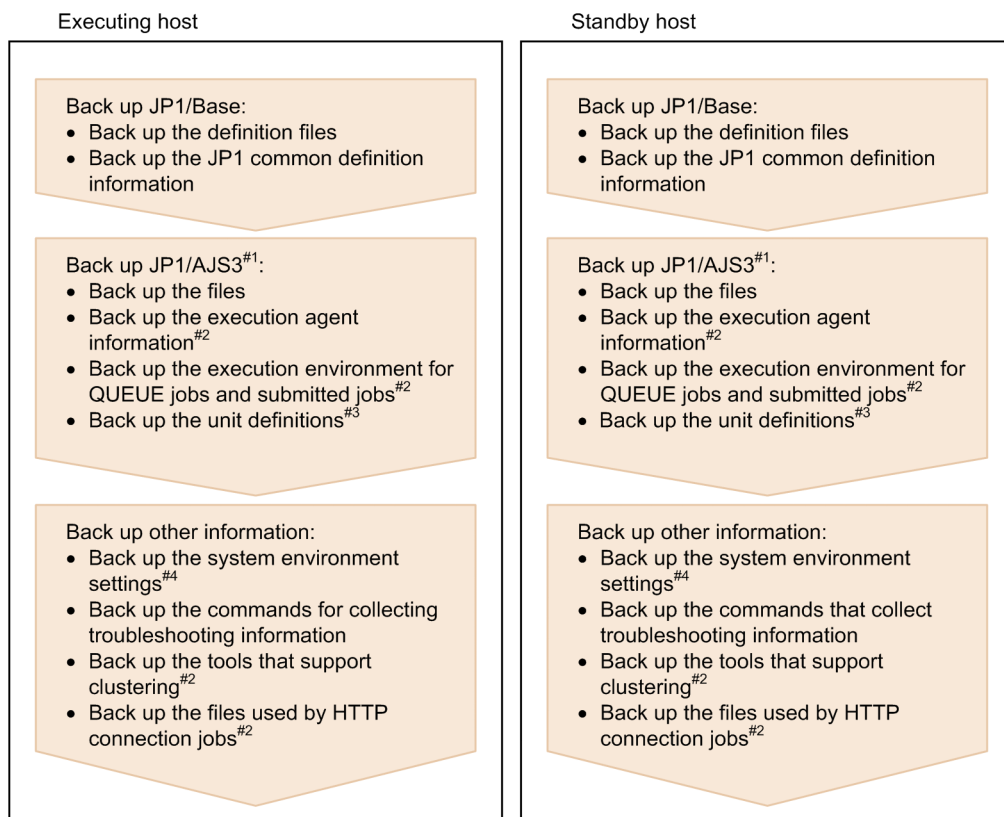 Executing host
Back up JP1/Base:
• Back up the definition files
• Back up the JP1 common definition
information
Back up JP1/AJS3#1:
• Back up the files
• Back up the execution agent
information#2
• Back up the execution environment for
QUEUE jobs and submitted jobs#2
• Back up the unit definitions#3
Back up other information:
• Back up the system environment
settings#4
• Back up the commands for collecting
troubleshooting information
• Back up the tools that support
clustering#2
• Back up the files used by HTTP
connection jobs#2
Standby host
Back up JP1/Base:
• Back up the definition files
• Back up the JP1 common definition
information
Back up JP1/AJS3#1:
• Back up the files
• Back up the execution agent
information#2
• Back up the execution environment for
QUEUE jobs and submitted jobs#2
• Back up the unit definitions#3
Back up other information:
• Back up the system environment
settings#4
• Back up the commands that collect
troubleshooting information
• Back up the tools that support
clustering#2
• Back up the files used by HTTP
connection jobs#2